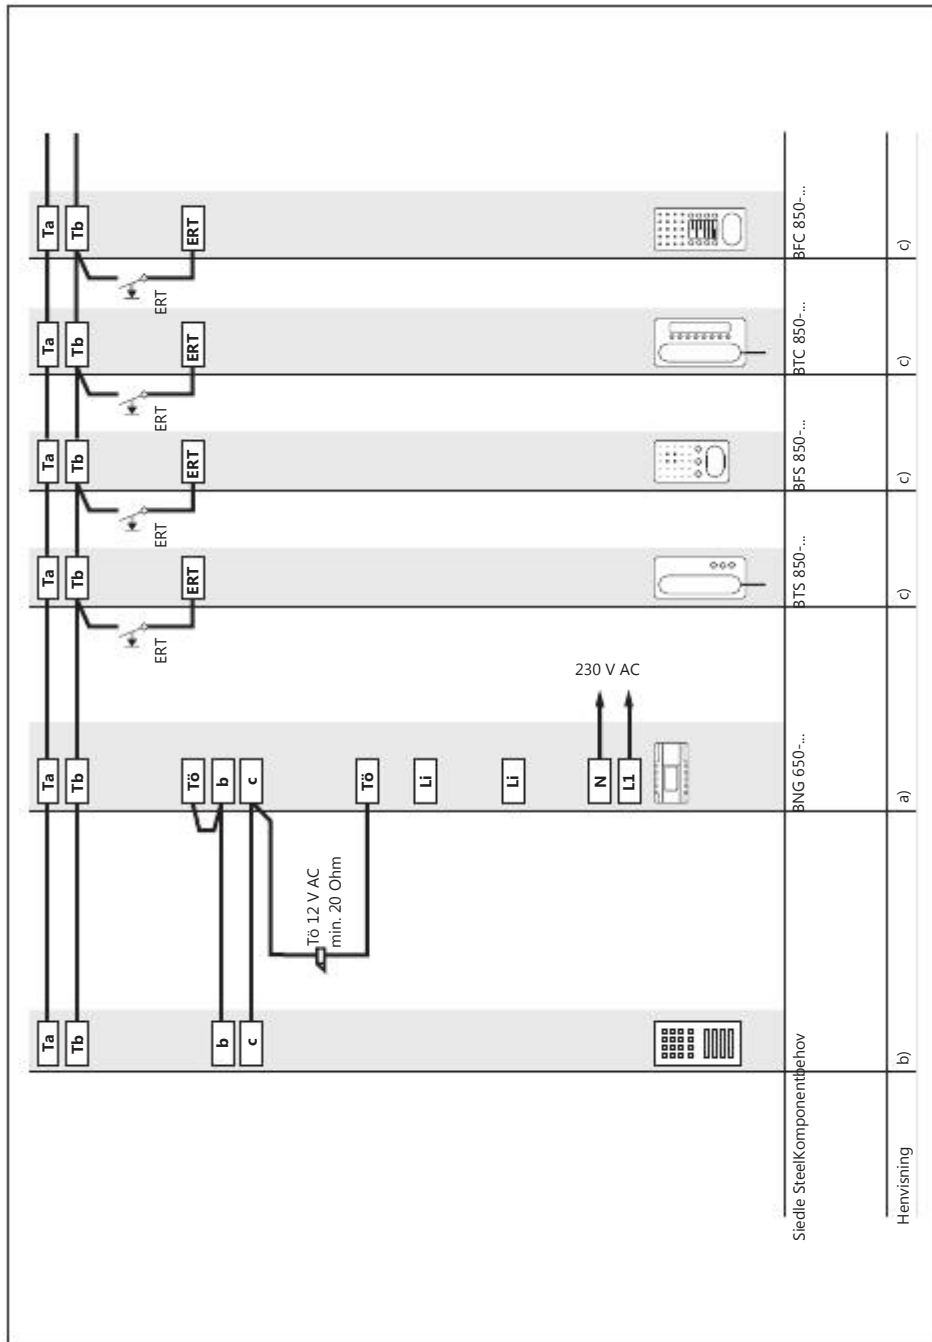 Ta Ta Ta Ta Ta Ta
Tb Tb Tb Tb Tb Tb
ERT ERT ERT ERT
Tö ERT ERT ERT ERT
b b
c c
Tö 12 V AC
min. 20 Ohm
Tö
Li
Li
230 V AC
N
L1
Siedle SteelKomponentbehov BNG 650-... BTS 850-... BFS 850-... BTC 850-... BFC 850-...
Henvisning b) a) c) c) c) c)